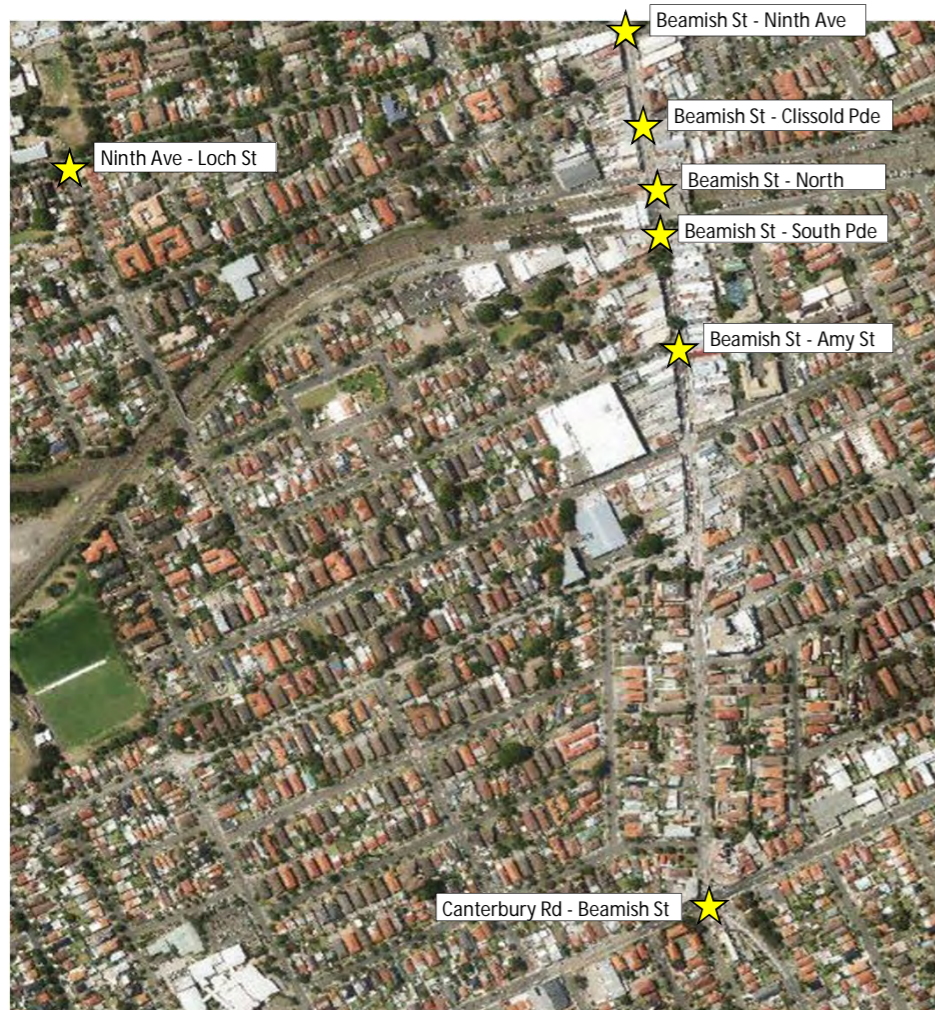 Beamish St - Ninth Ave
Beamish St - Clissold Pde
Ninth Ave - Loch St
Beamish St - North
Beamish St - South Pde
Beamish St - Amy St
Canterbury Rd - Beamish St